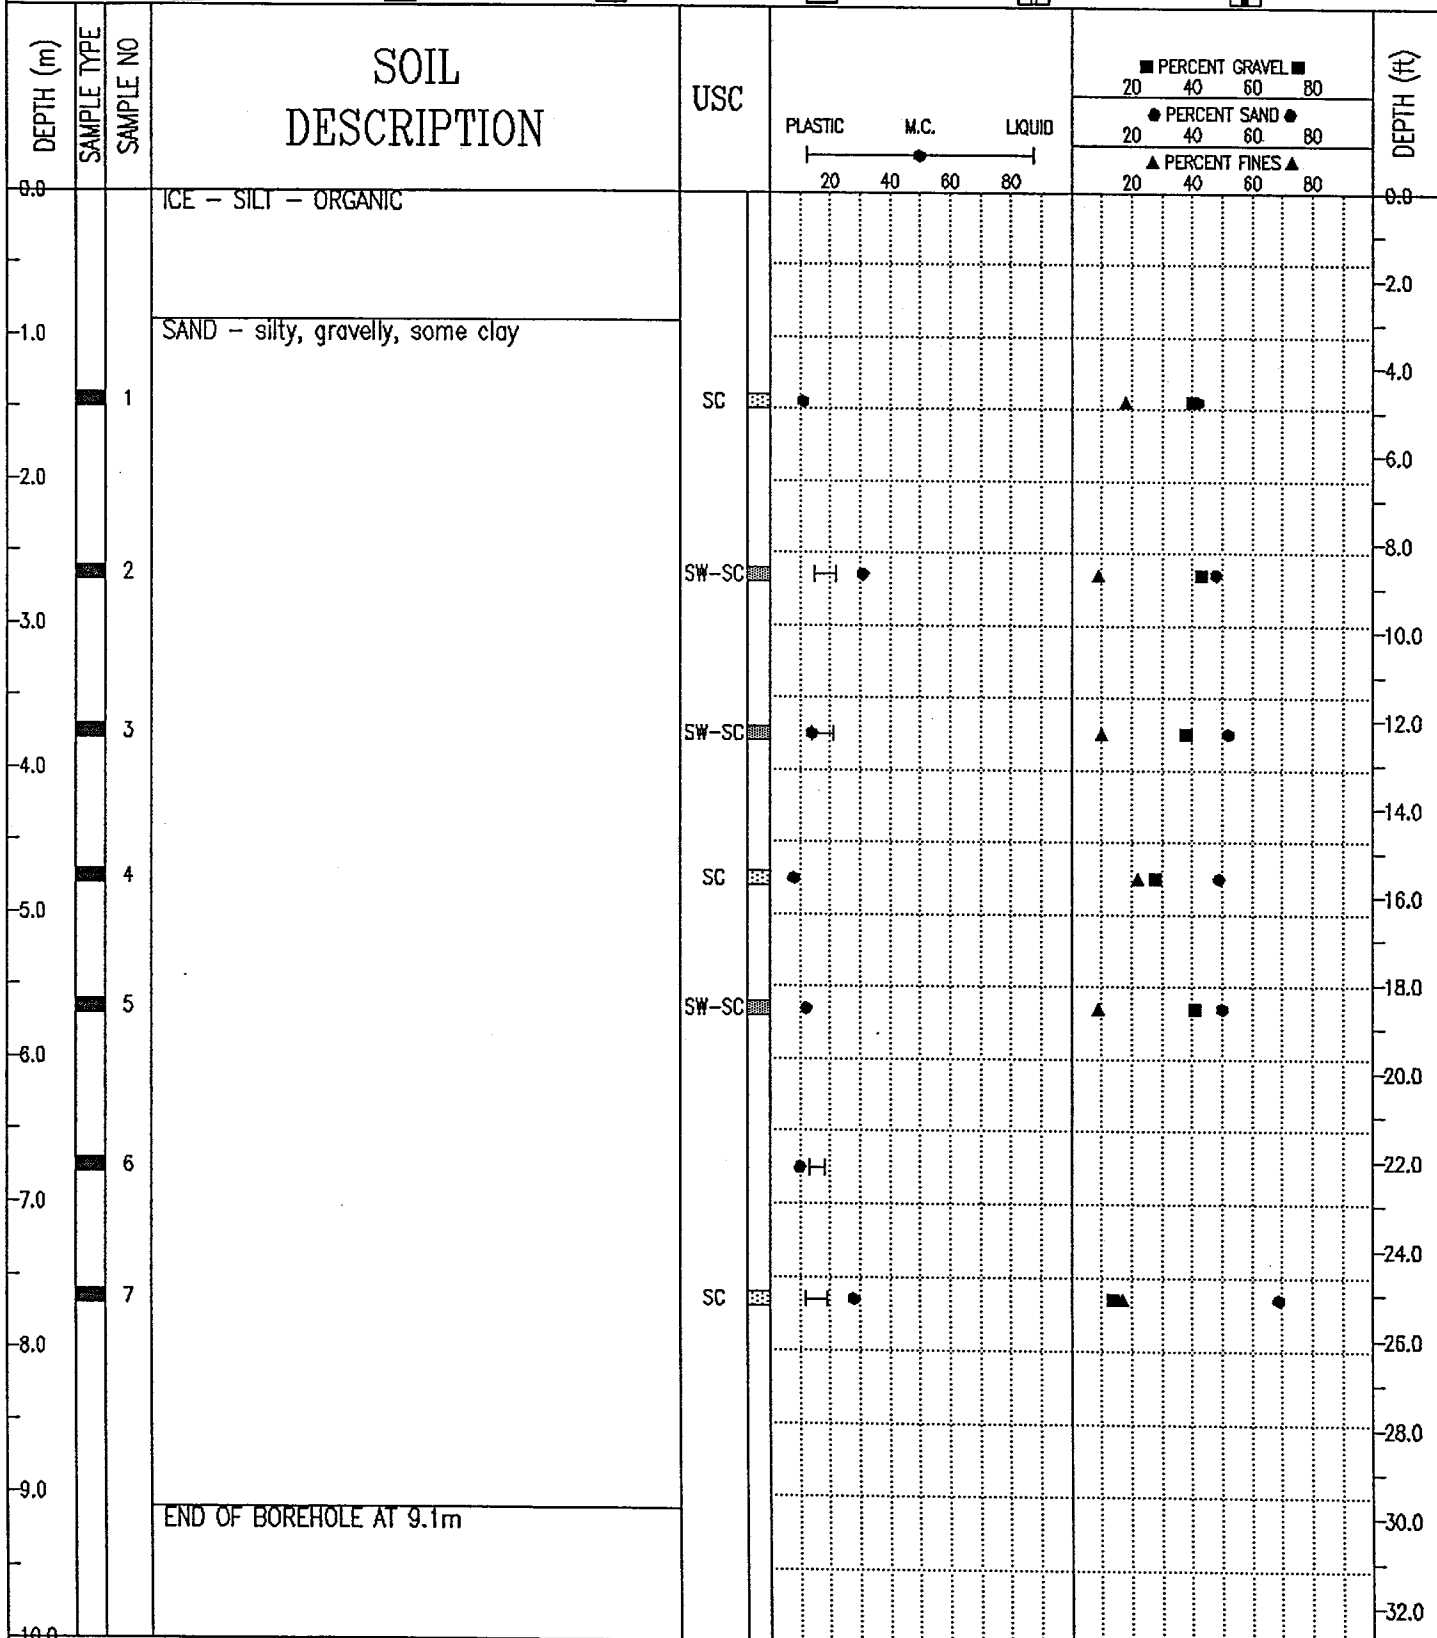 DEPTH (m)
SAMPLE TYPE
SAMPLE NO
SOIL
DESCRIPTION
USC
PLASTIC M.C. LIQUID
20 40 60 80
■ PERCENT GRAVEL ■
20 40 60 80
● PERCENT SAND ●
20 40 60 80
▲ PERCENT FINES ▲
20 40 60 80
DEPTH (ft)
0.0 0.0
ICE – SILT – ORGANIC
2.0
1.0 SAND – silty, gravelly, some clay
4.0
1 SC
6.0
2.0
8.0
2 SW–SC
3.0
10.0
12.0
3 SW–SC
4.0
14.0
4 SC
16.0
5.0
18.0
5 SW–SC
6.0
20.0
6 22.0
7.0
24.0
7 SC
8.0 26.0
28.0
9.0
END OF BOREHOLE AT 9.1m
30.0
32.0
10.0